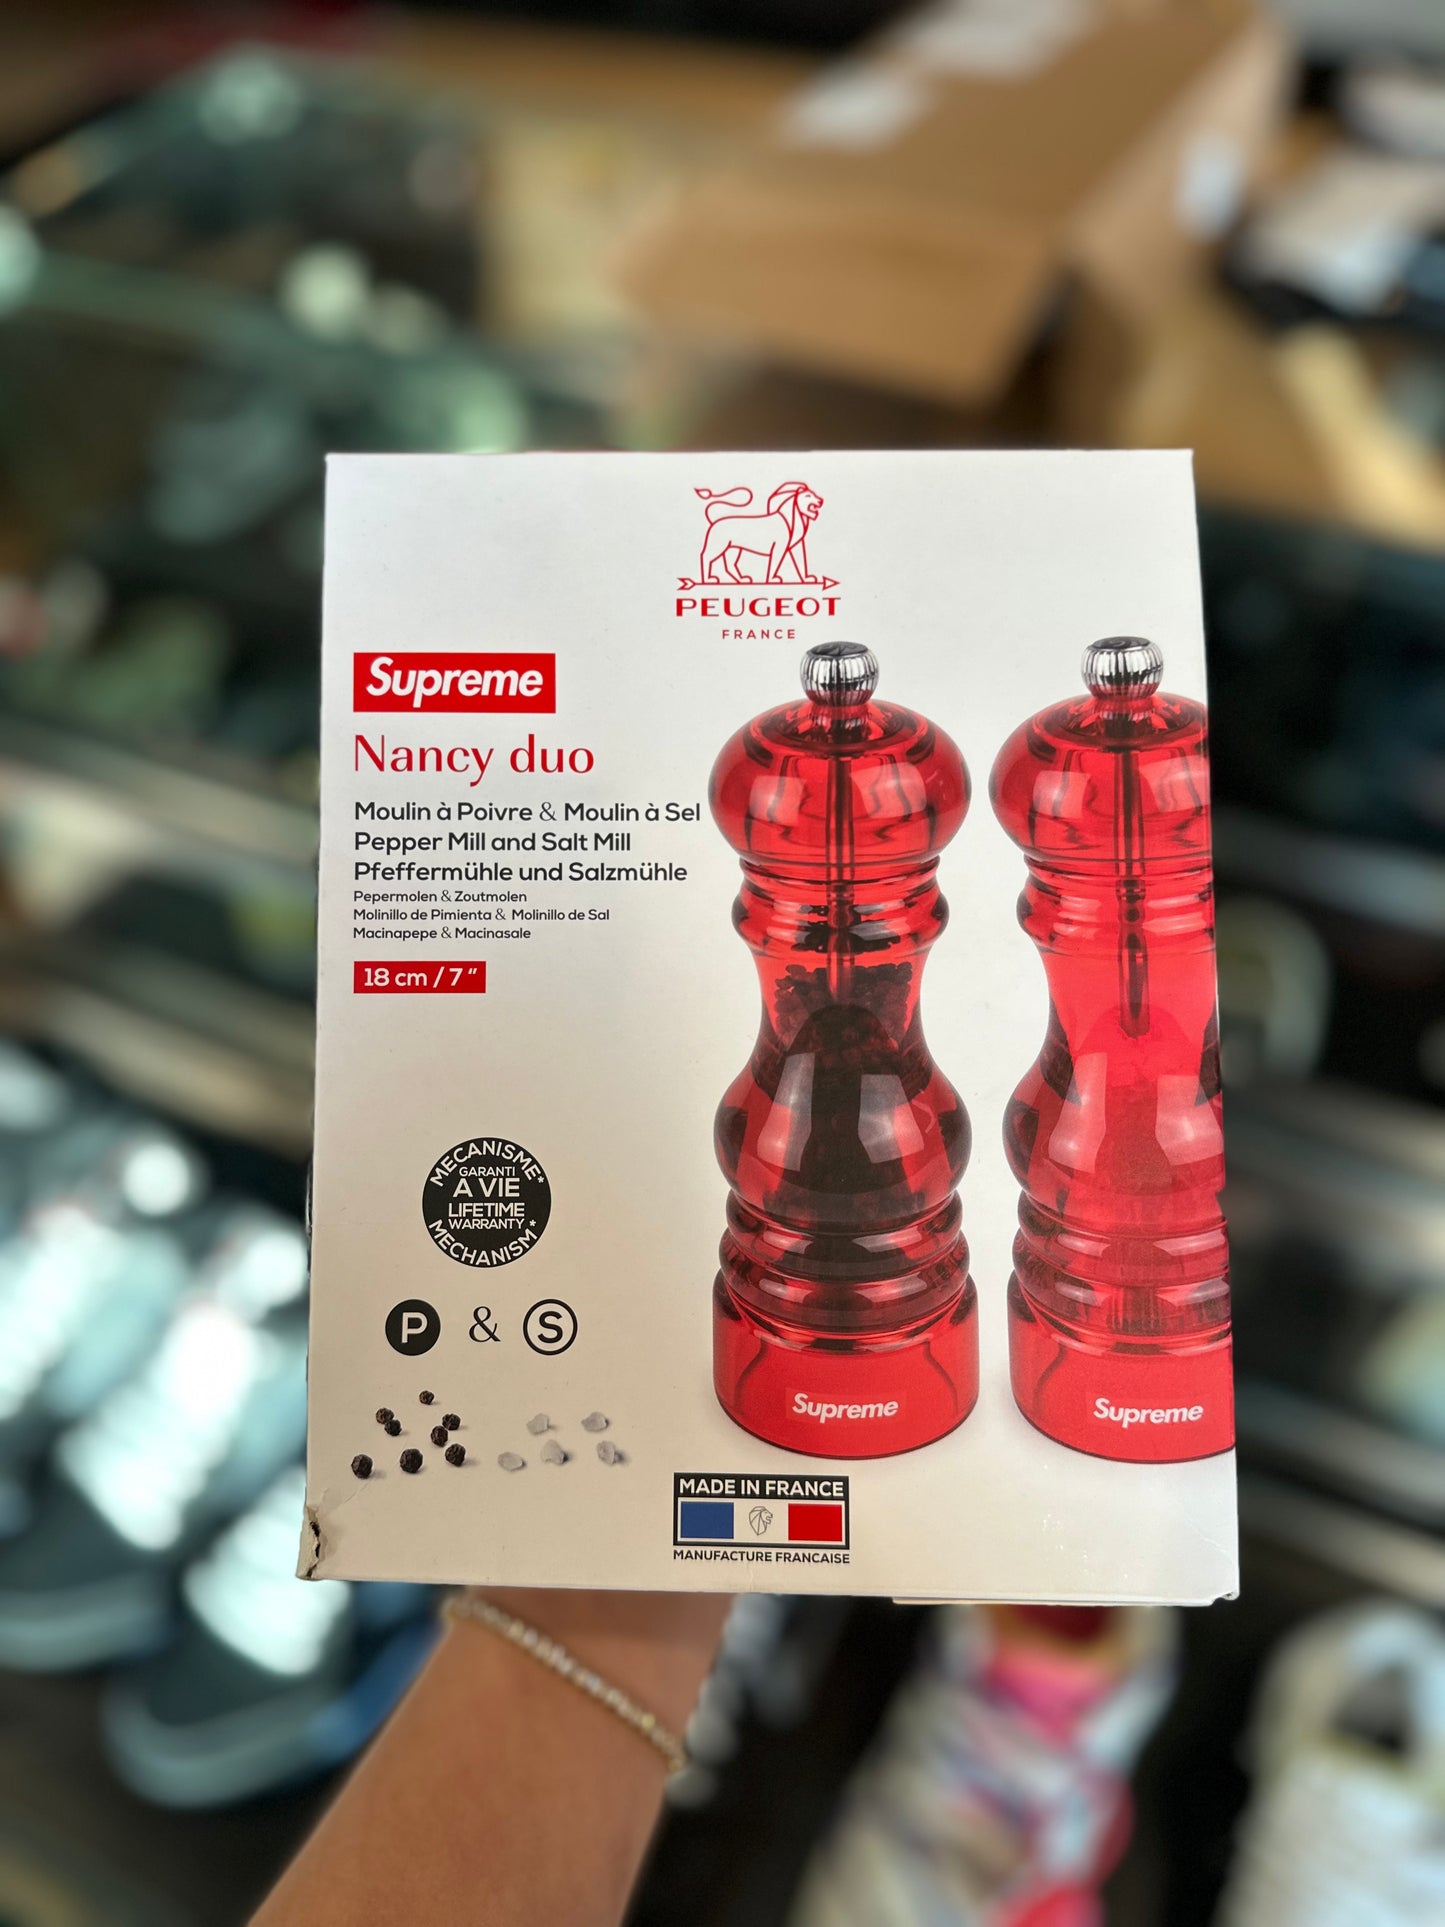 PEUGEOT
FRANCE
Supreme
Nancy duo
Moulin à Poivre & Moulin à Sel
Pepper Mill and Salt Mill
Pfeffermühle und Salzmühle
Pepermolen & Zoutmolen
Molinillo de Pimienta & Molinillo de Sal
Macinapepe & Macinasale
18 cm / 7 "
MECANISME*
GARANTI
A VIE
LIFETIME
WARRANTY
MECHANISM*
P & S
Supreme
Supreme
MADE IN FRANCE
MANUFACTURE FRANCAISE